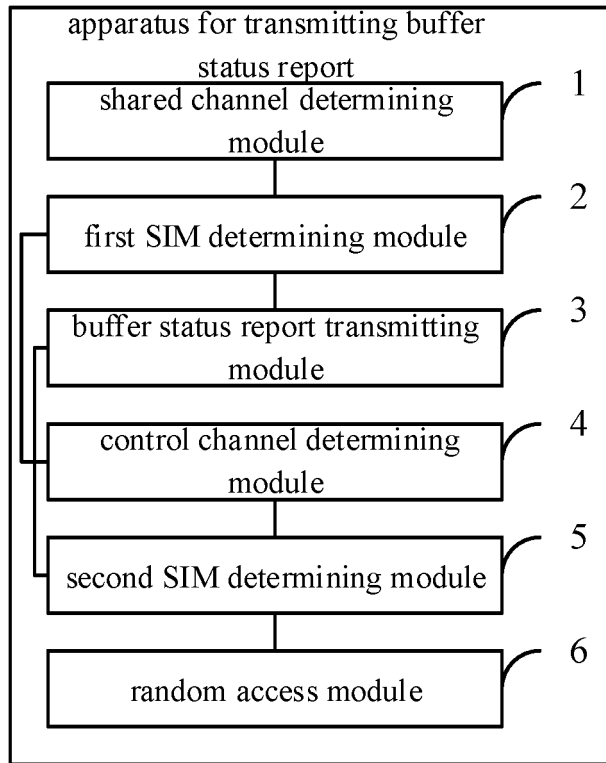 apparatus for transmitting buffer
status report
shared channel determining
module
1
first SIM determining module
2
buffer status report transmitting
module
3
control channel determining
module
4
second SIM determining module
5
random access module
6